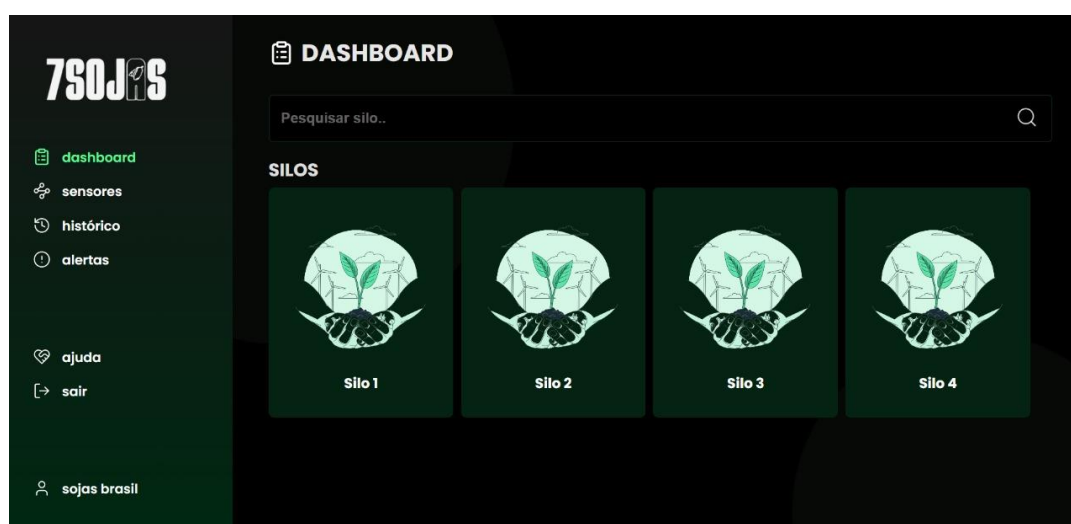 7SOJAS
dashboard
sensores
histórico
alertas
ajuda
sair
sojas brasil
DASHBOARD
Pesquisar silo..
SILOS
Silo 1
Silo 2
Silo 3
Silo 4